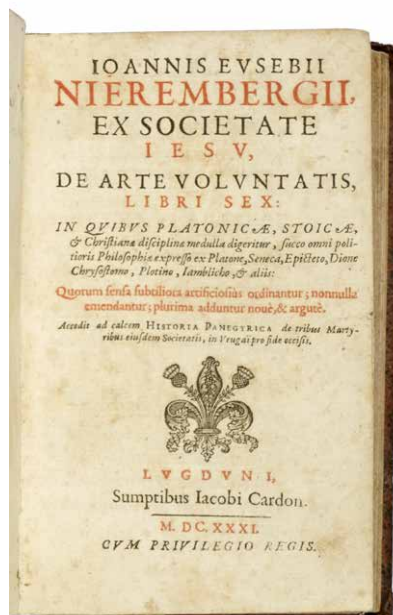 IOANNIS EVSEBII
NIEREMBERGII,
EX SOCIETATE
IESV,
DE ARTE VOLVNTATIS,
LIBRI SEX:
IN QVIBVS PLATONICÆ, STOICÆ,
& Christianæ disciplinæ medulla digeritur, succo omni poli-
tioris Philosophiæ expresso ex Platone, Seneca, Epicteto, Dione
Chrysostomo, Plotino, Iamblicho, & aliis:
Quorum sensa subtiliora artificiosiùs ordinantur; nonnulla
emendantur; plurima adduntur nouè, & argutè.
Accedit ad calcem HISTORIA PANEGYRICA de tribus Marty-
ribus eiusdem Societatis, in Vrugai pro fide occisis.
LVGDVNI,
Sumptibus Iacobi Cardon.
M. DC. XXXI.
CVM PRIVILEGIO REGIS.